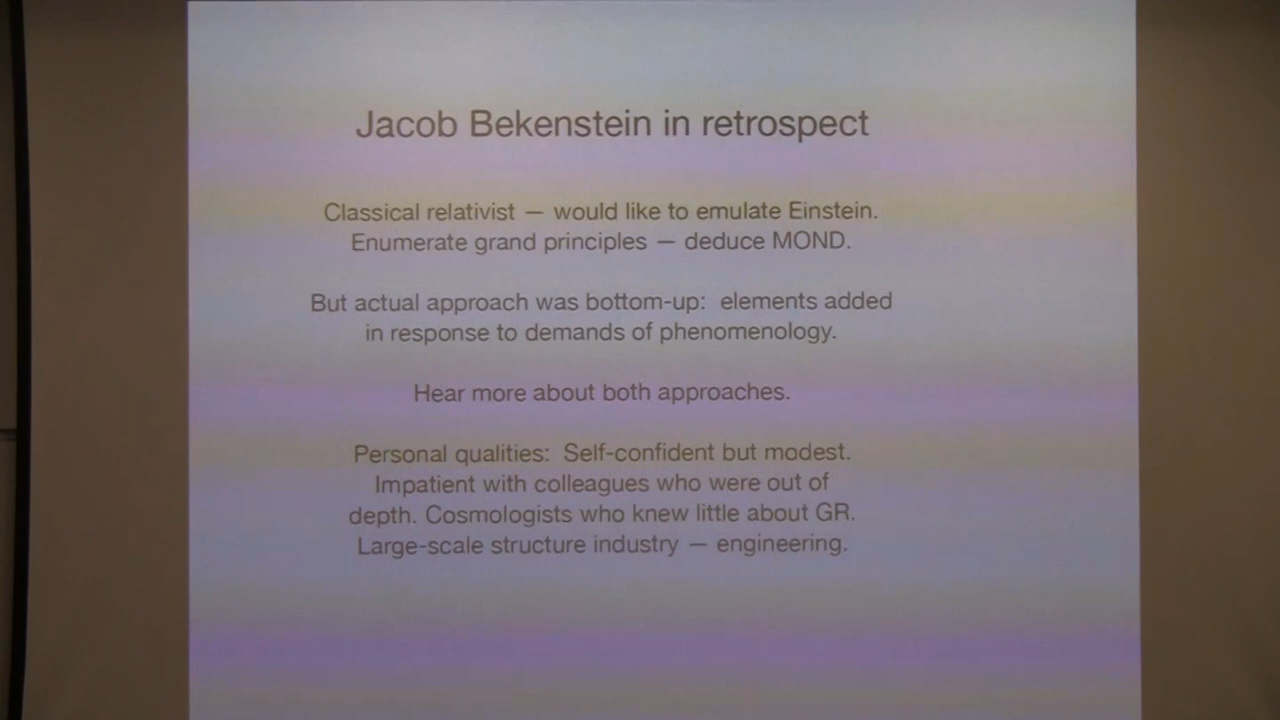 Jacob Bekenstein in retrospect
Classical relativist — would like to emulate Einstein.
Enumerate grand principles — deduce MOND.
But actual approach was bottom-up:  elements added
in response to demands of phenomenology.
Hear more about both approaches.
Personal qualities:  Self-confident but modest.
Impatient with colleagues who were out of
depth. Cosmologists who knew little about GR.
Large-scale structure industry — engineering.